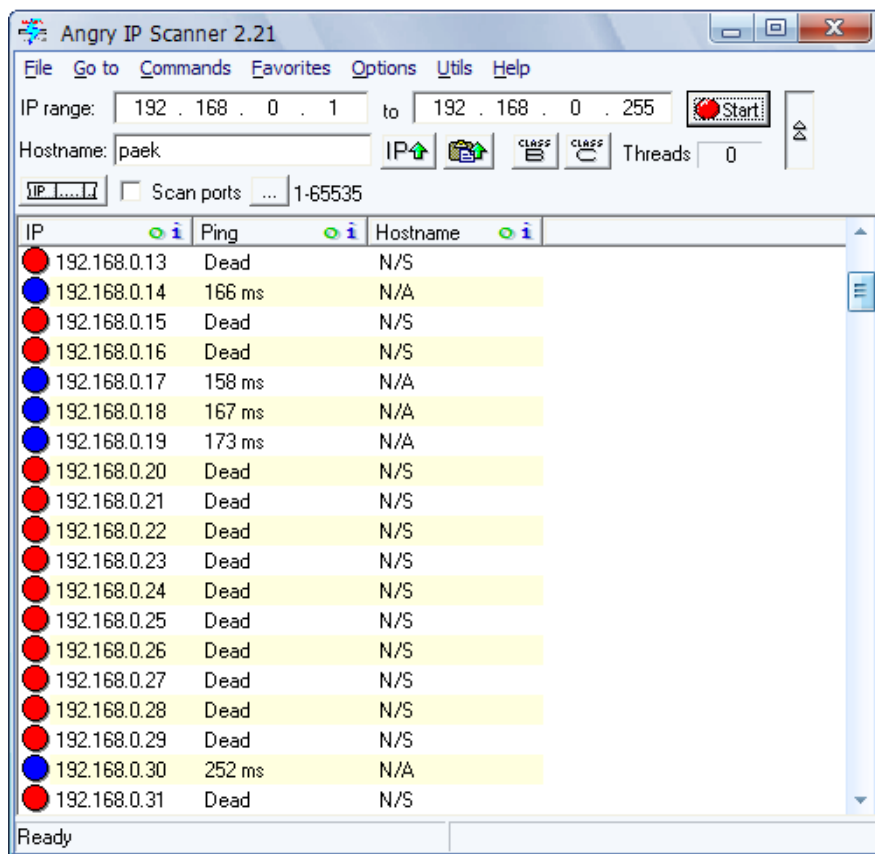 Angry IP Scanner 2.21
File Go to Commands Favorites Options Utils Help
IP range: 192 . 168 . 0 . 1 to 192 . 168 . 0 . 255 Start
Hostname: paek IP CLASS B CLASS C Threads 0
IP Scan ports ... 1-65535
IP Ping Hostname
192.168.0.13 Dead N/S
192.168.0.14 166 ms N/A
192.168.0.15 Dead N/S
192.168.0.16 Dead N/S
192.168.0.17 158 ms N/A
192.168.0.18 167 ms N/A
192.168.0.19 173 ms N/A
192.168.0.20 Dead N/S
192.168.0.21 Dead N/S
192.168.0.22 Dead N/S
192.168.0.23 Dead N/S
192.168.0.24 Dead N/S
192.168.0.25 Dead N/S
192.168.0.26 Dead N/S
192.168.0.27 Dead N/S
192.168.0.28 Dead N/S
192.168.0.29 Dead N/S
192.168.0.30 252 ms N/A
192.168.0.31 Dead N/S
Ready